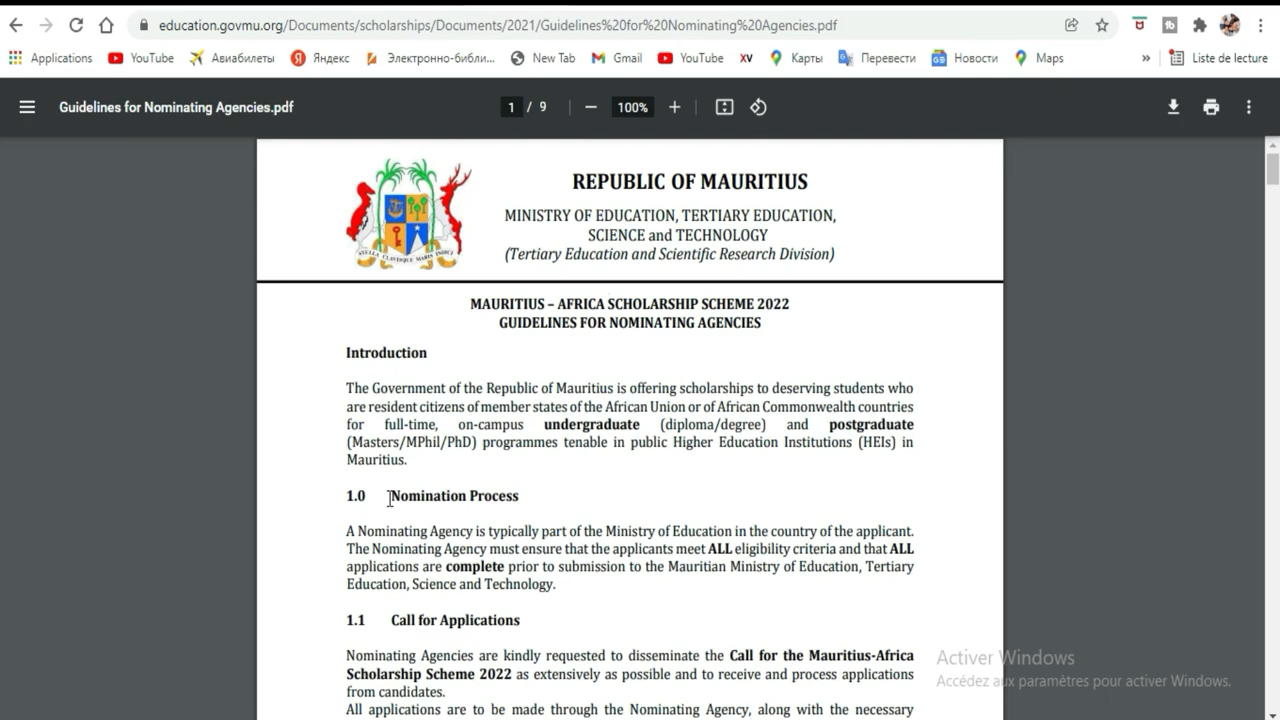 education.govmu.org/Documents/scholarships/Documents/2021/Guidelines%20for%20Nominating%20Agencies.pdf
Applications YouTube Авиабилеты Яндекс Электронно-библи... New Tab Gmail YouTube XV Карты Перевести Новости Maps » Liste de lecture
Guidelines for Nominating Agencies.pdf 1 / 9 100%
REPUBLIC OF MAURITIUS
MINISTRY OF EDUCATION, TERTIARY EDUCATION,
SCIENCE and TECHNOLOGY
(Tertiary Education and Scientific Research Division)
STELLA CLAVISQUE MARIS INDICI
MAURITIUS – AFRICA SCHOLARSHIP SCHEME 2022
GUIDELINES FOR NOMINATING AGENCIES
Introduction
The Government of the Republic of Mauritius is offering scholarships to deserving students who
are resident citizens of member states of the African Union or of African Commonwealth countries
for full-time, on-campus undergraduate (diploma/degree) and postgraduate
(Masters/MPhil/PhD) programmes tenable in public Higher Education Institutions (HEIs) in
Mauritius.
1.0 Nomination Process
A Nominating Agency is typically part of the Ministry of Education in the country of the applicant.
The Nominating Agency must ensure that the applicants meet ALL eligibility criteria and that ALL
applications are complete prior to submission to the Mauritian Ministry of Education, Tertiary
Education, Science and Technology.
1.1 Call for Applications
Nominating Agencies are kindly requested to disseminate the Call for the Mauritius-Africa
Scholarship Scheme 2022 as extensively as possible and to receive and process applications
from candidates.
All applications are to be made through the Nominating Agency, along with the necessary
Activer Windows
Accédez aux paramètres pour activer Windows.